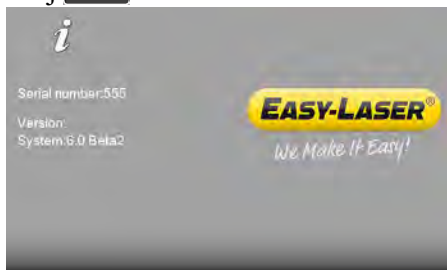 i
Serial number:555
Version:
System:6.0 Beta2
EASY-LASER®
We Make It Easy!